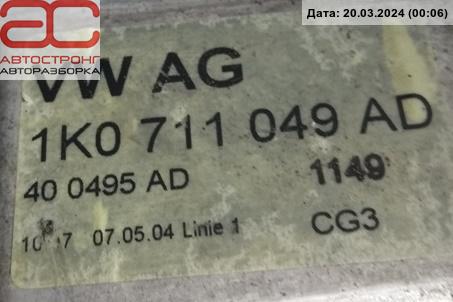 Дата: 20.03.2024 (00:06)
АС
АВТОСТРОНГ
АВТОРАЗБОРКА
VW AG
1K0 711 049 AD
40 0495 AD 1149
07.05.04 Linie 1 CG3